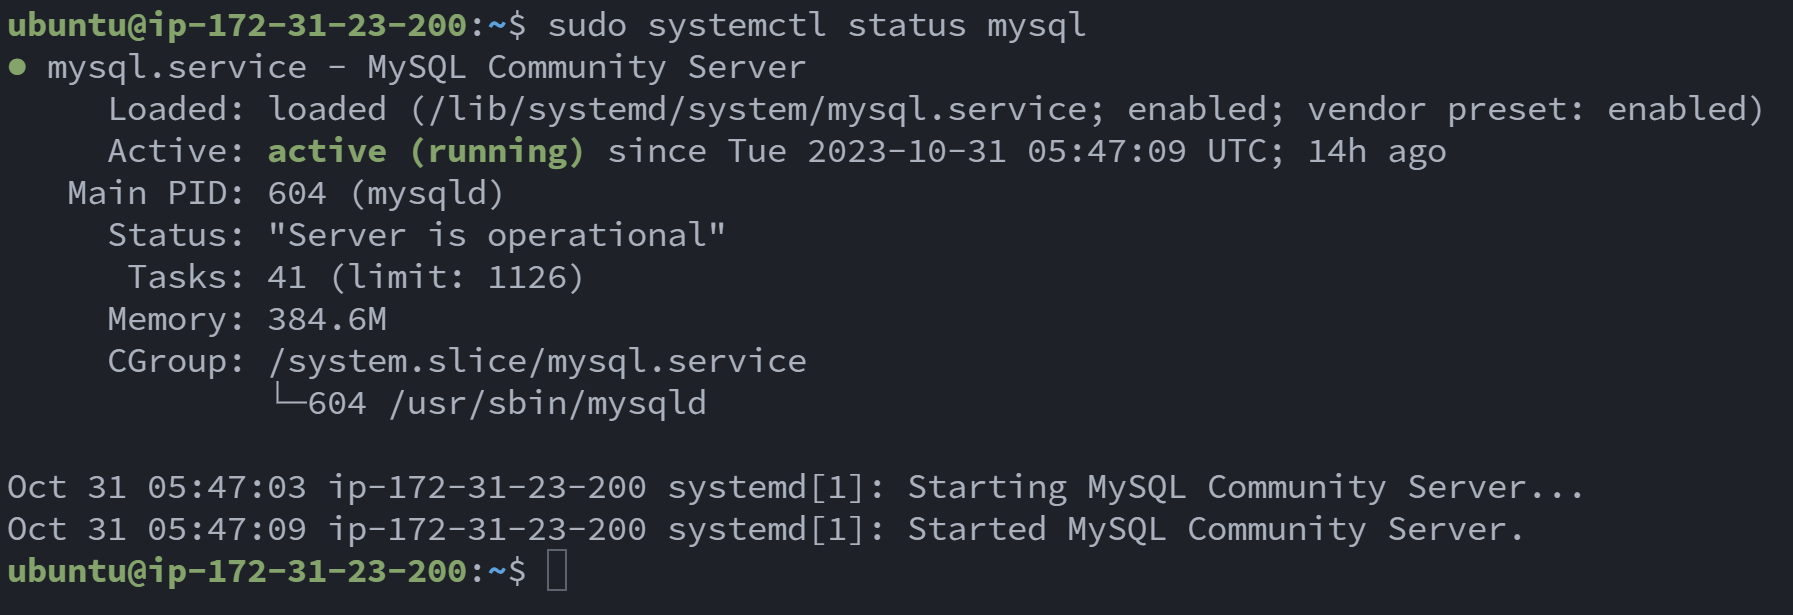 ubuntu@ip-172-31-23-200:~$ sudo systemctl status mysql
● mysql.service - MySQL Community Server
     Loaded: loaded (/lib/systemd/system/mysql.service; enabled; vendor preset: enabled)
     Active: active (running) since Tue 2023-10-31 05:47:09 UTC; 14h ago
   Main PID: 604 (mysqld)
     Status: "Server is operational"
      Tasks: 41 (limit: 1126)
     Memory: 384.6M
     CGroup: /system.slice/mysql.service
             └─604 /usr/sbin/mysqld

Oct 31 05:47:03 ip-172-31-23-200 systemd[1]: Starting MySQL Community Server...
Oct 31 05:47:09 ip-172-31-23-200 systemd[1]: Started MySQL Community Server.
ubuntu@ip-172-31-23-200:~$